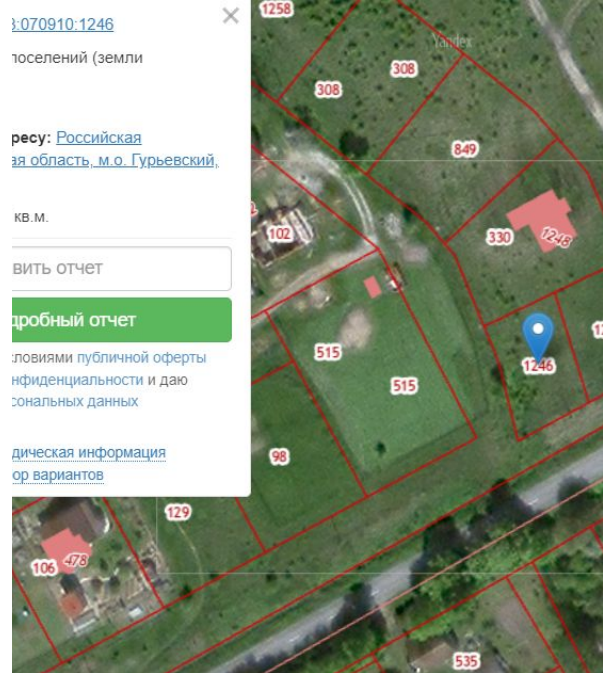 3:070910:1246
поселений (земли
ресу: Российская
ая область, м.о. Гурьевский,
кв.м.
вить отчет
дробный отчет
словиями публичной оферты
нфиденциальности и даю
сональных данных
дическая информация
ор вариантов
1258
Yandex
308
308
849
102
330
1248
515
1246
515
98
129
106
478
535